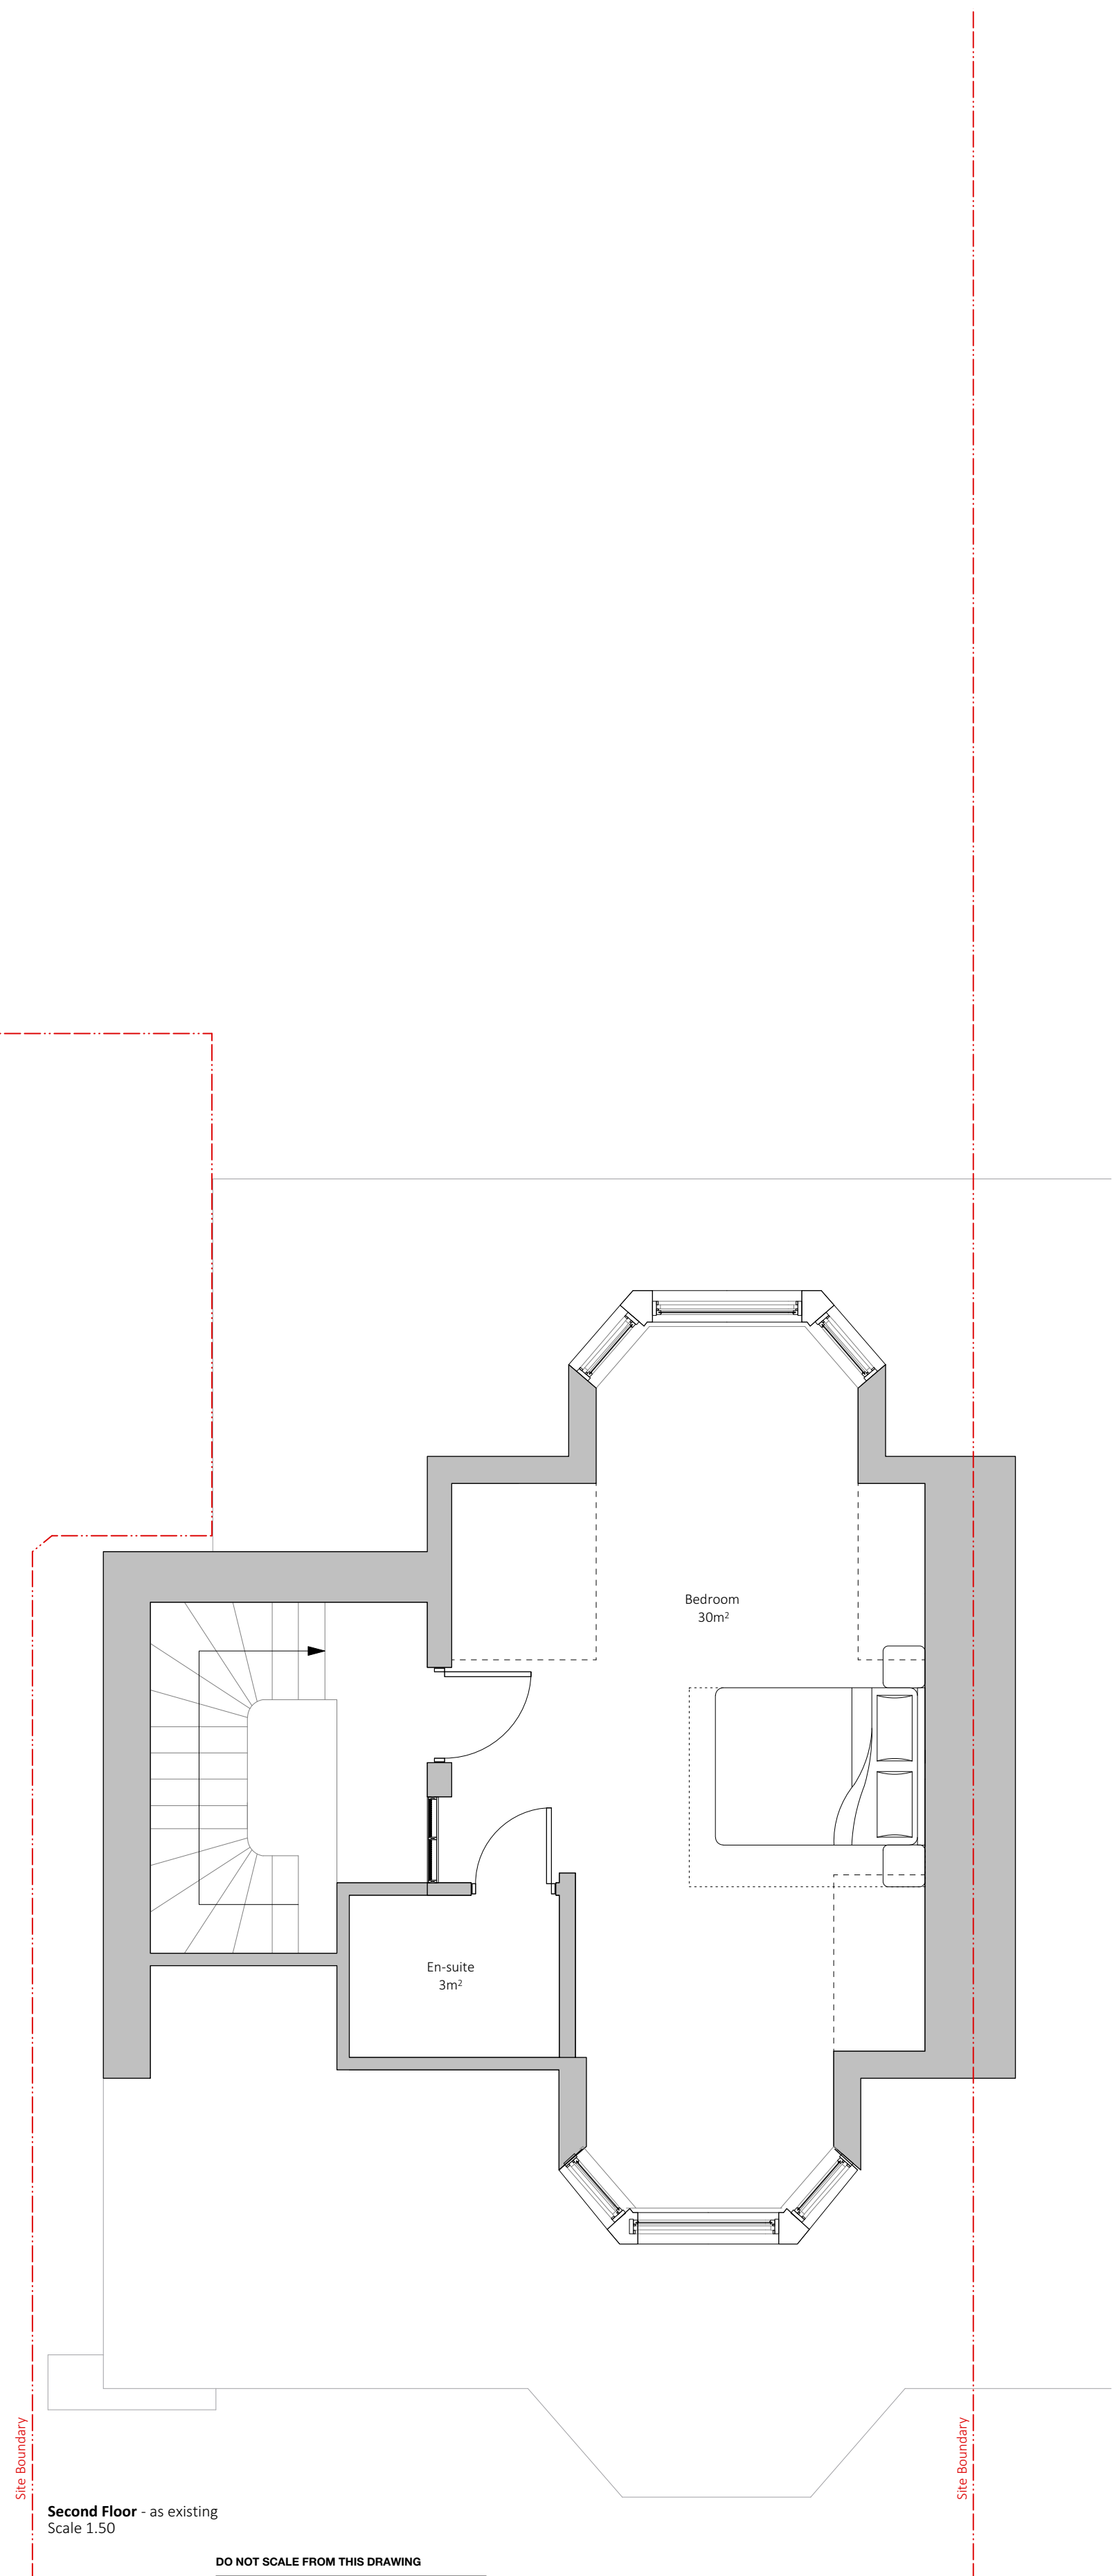 Bedroom
30m²
En-suite
3m²
Site Boundary
Site Boundary
Second Floor - as existing
Scale 1.50
DO NOT SCALE FROM THIS DRAWING